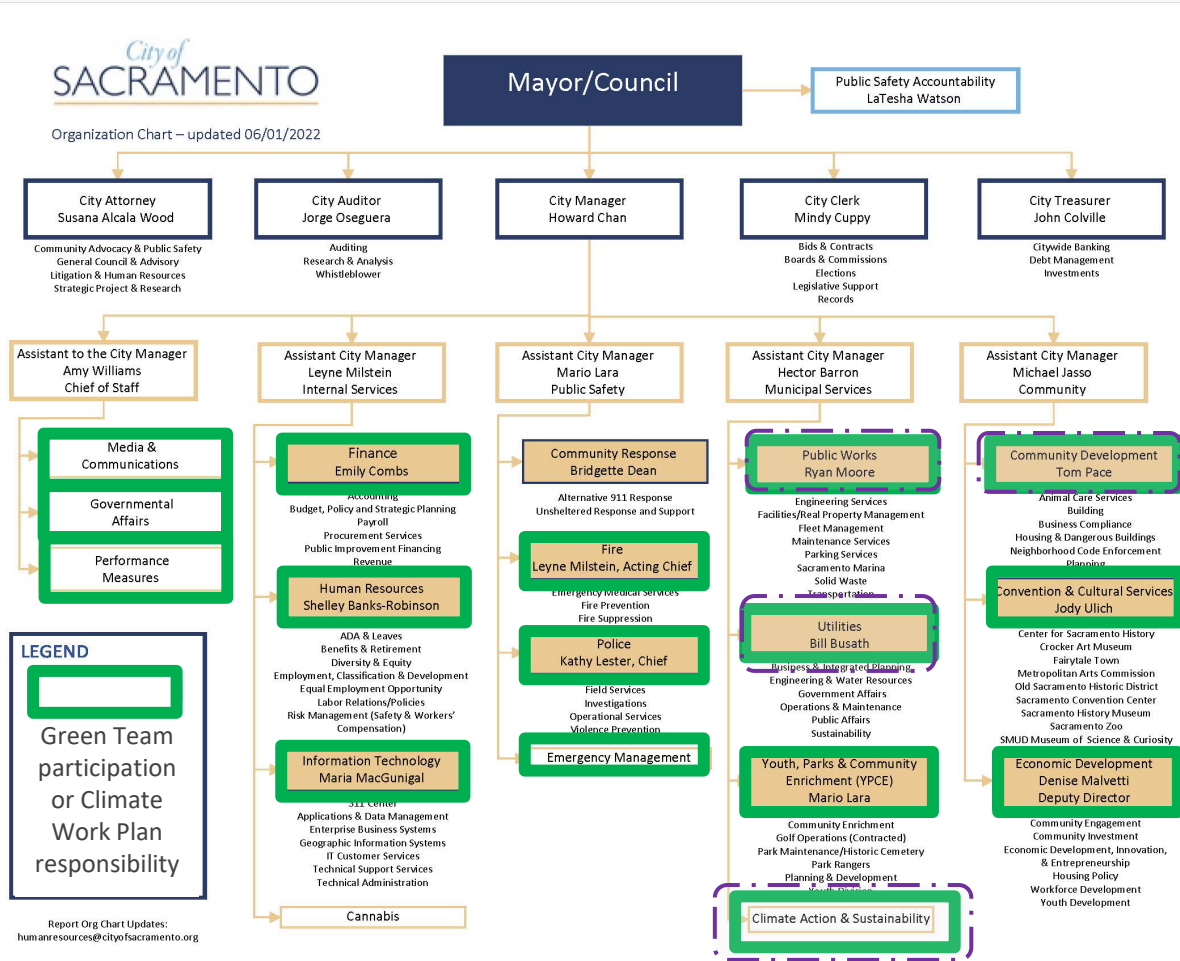 City of
SACRAMENTO
Organization Chart – updated 06/01/2022
Mayor/Council
Public Safety Accountability
LaTesha Watson
City Attorney
Susana Alcala Wood
Community Advocacy & Public Safety
General Council & Advisory
Litigation & Human Resources
Strategic Project & Research
City Auditor
Jorge Oseguera
Auditing
Research & Analysis
Whistleblower
City Manager
Howard Chan
City Clerk
Mindy Cuppy
Bids & Contracts
Boards & Commissions
Elections
Legislative Support
Records
City Treasurer
John Colville
Citywide Banking
Debt Management
Investments
Assistant to the City Manager
Amy Williams
Chief of Staff
Media &
Communications
Governmental
Affairs
Performance
Measures
Assistant City Manager
Leyne Milstein
Internal Services
Finance
Emily Combs
Accounting
Budget, Policy and Strategic Planning
Payroll
Procurement Services
Public Improvement Financing
Revenue
Human Resources
Shelley Banks-Robinson
ADA & Leaves
Benefits & Retirement
Diversity & Equity
Employment, Classification & Development
Equal Employment Opportunity
Labor Relations/Policies
Risk Management (Safety & Workers'
Compensation)
Information Technology
Maria MacGunigal
311 Center
Applications & Data Management
Enterprise Business Systems
Geographic Information Systems
IT Customer Services
Technical Support Services
Technical Administration
Cannabis
Assistant City Manager
Mario Lara
Public Safety
Community Response
Bridgette Dean
Alternative 911 Response
Unsheltered Response and Support
Fire
Leyne Milstein, Acting Chief
Emergency Medical Services
Fire Prevention
Fire Suppression
Police
Kathy Lester, Chief
Field Services
Investigations
Operational Services
Violence Prevention
Emergency Management
Assistant City Manager
Hector Barron
Municipal Services
Public Works
Ryan Moore
Engineering Services
Facilities/Real Property Management
Fleet Management
Maintenance Services
Parking Services
Sacramento Marina
Solid Waste
Transportation
Utilities
Bill Busath
Business & Integrated Planning
Engineering & Water Resources
Government Affairs
Operations & Maintenance
Public Affairs
Sustainability
Youth, Parks & Community
Enrichment (YPCE)
Mario Lara
Community Enrichment
Golf Operations (Contracted)
Park Maintenance/Historic Cemetery
Park Rangers
Planning & Development
Youth Division
Climate Action & Sustainability
Assistant City Manager
Michael Jasso
Community
Community Development
Tom Pace
Animal Care Services
Building
Business Compliance
Housing & Dangerous Buildings
Neighborhood Code Enforcement
Planning
Convention & Cultural Services
Jody Ulich
Center for Sacramento History
Crocker Art Museum
Fairytale Town
Metropolitan Arts Commission
Old Sacramento Historic District
Sacramento Convention Center
Sacramento History Museum
Sacramento Zoo
SMUD Museum of Science & Curiosity
Economic Development
Denise Malvetti
Deputy Director
Community Engagement
Community Investment
Economic Development, Innovation,
& Entrepreneurship
Housing Policy
Workforce Development
Youth Development
LEGEND
Green Team
participation
or Climate
Work Plan
responsibility
Report Org Chart Updates:
humanresources@cityofsacramento.org